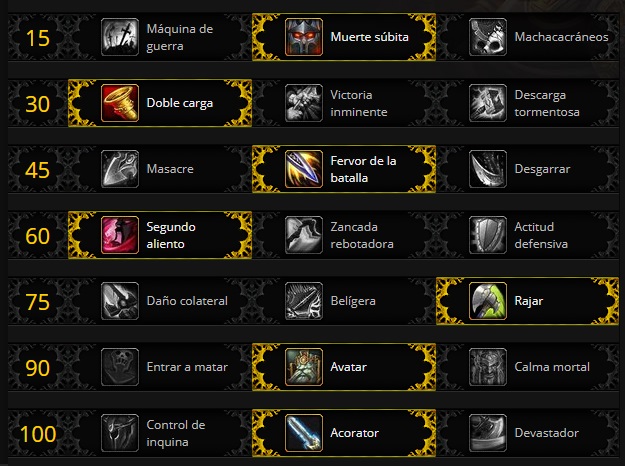 15 Máquina de guerra Muerte súbita Machacacráneos
30 Doble carga Victoria inminente Descarga tormentosa
45 Masacre Fervor de la batalla Desgarrar
60 Segundo aliento Zancada rebotadora Actitud defensiva
75 Daño colateral Belígera Rajar
90 Entrar a matar Avatar Calma mortal
100 Control de inquina Acorator Devastador